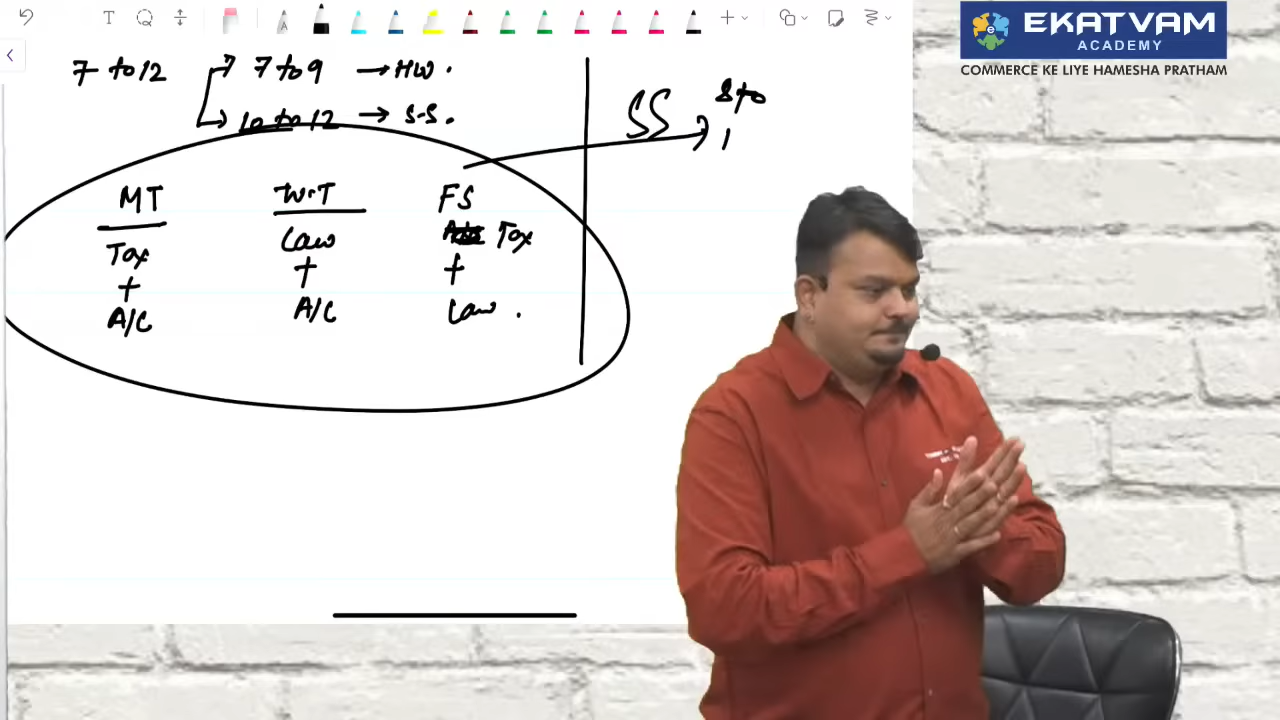 EKATVAM
ACADEMY
COMMERCE KE LIYE HAMESHA PRATHAM
7 to 12 → 7 to 9 → HW.
→ 10 to 12 → S.S.
SS → 8 to
1
MT W.T FS
Tax Law Tax
+ + +
A/C A/C Law.